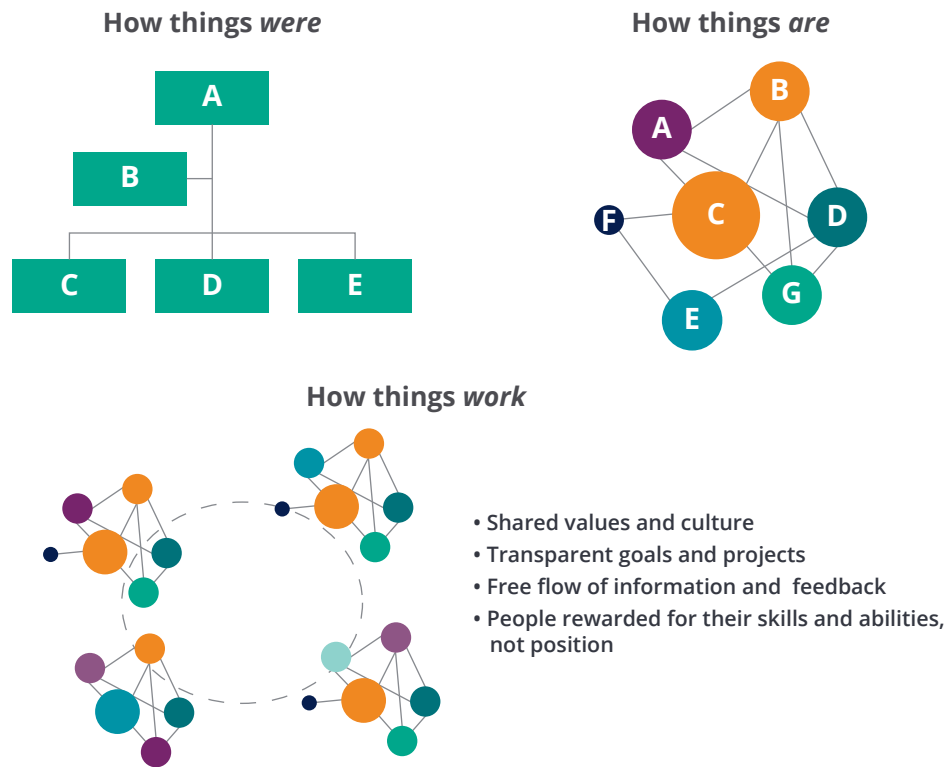 How things were
A
B
C
D
E
How things are
B
A
C
F
D
G
E
How things work
• Shared values and culture
• Transparent goals and projects
• Free flow of information and  feedback
• People rewarded for their skills and abilities,
not position